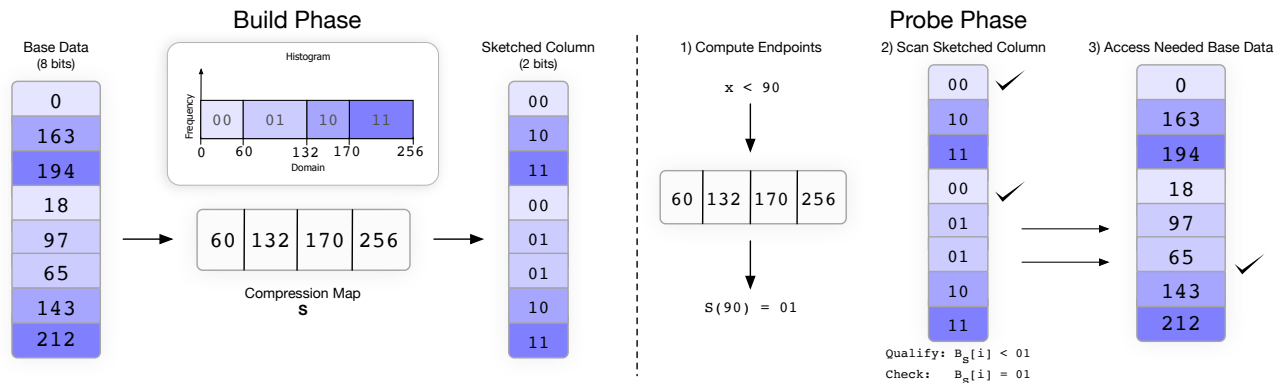 Build Phase
Base Data
(8 bits)
0
163
194
18
97
65
143
212
Histogram
Frequency
00 01 10 11
0 60 132 170 256
Domain
60 132 170 256
Compression Map
S
Sketched Column
(2 bits)
00
10
11
00
01
01
10
11
Probe Phase
1) Compute Endpoints
x < 90
60 132 170 256
S(90) = 01
2) Scan Sketched Column
00
10
11
00
01
01
10
11
Qualify: BS[i] < 01
Check: BS[i] = 01
3) Access Needed Base Data
0
163
194
18
97
65
143
212